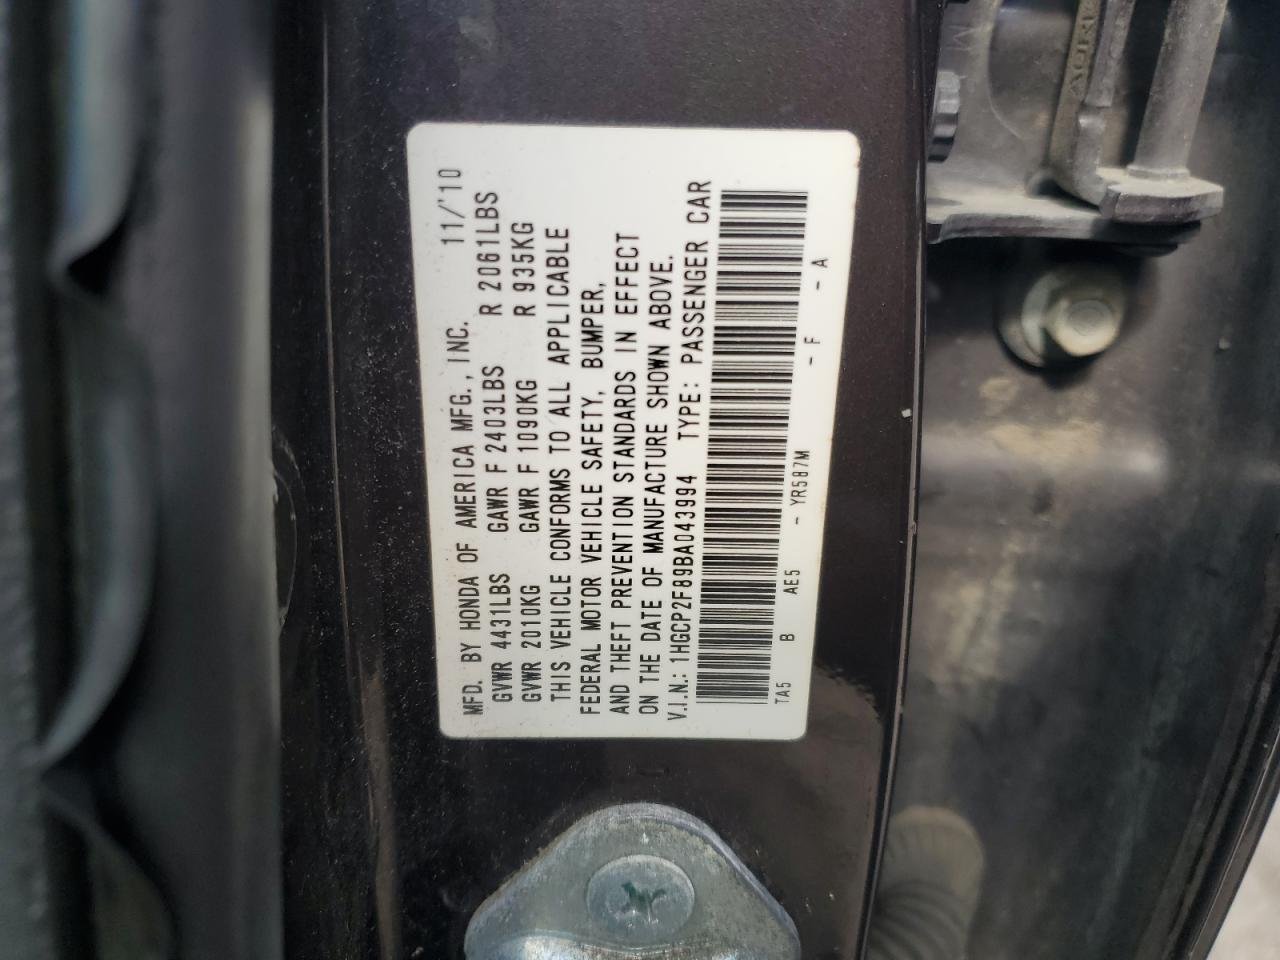 MFD. BY HONDA OF AMERICA MFG., INC. 11/'10
GVWR 4431LBS GAWR F 2403LBS R 2061LBS
GVWR 2010KG GAWR F 1090KG R 935KG
THIS VEHICLE CONFORMS TO ALL APPLICABLE
FEDERAL MOTOR VEHICLE SAFETY, BUMPER,
AND THEFT PREVENTION STANDARDS IN EFFECT
ON THE DATE OF MANUFACTURE SHOWN ABOVE.
V.I.N.: 1HGCP2F89BA043994 TYPE: PASSENGER CAR
TA5 B AE5 - YR587M - F - A